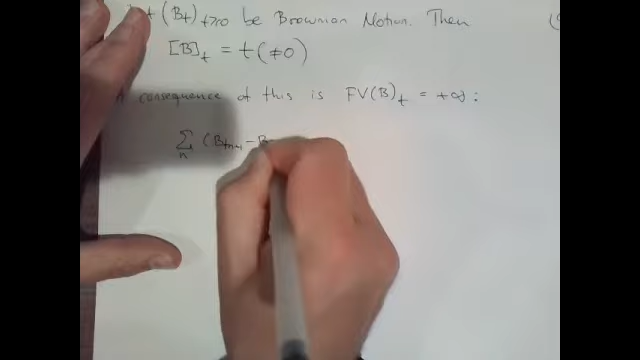 (B_t)_{t≥0} be Brownian Motion. Then
[B]_t = t (≠0)
consequence of this is FV(B)_t = +∞ :
Σ_n (B_{t_{n+1}} - B